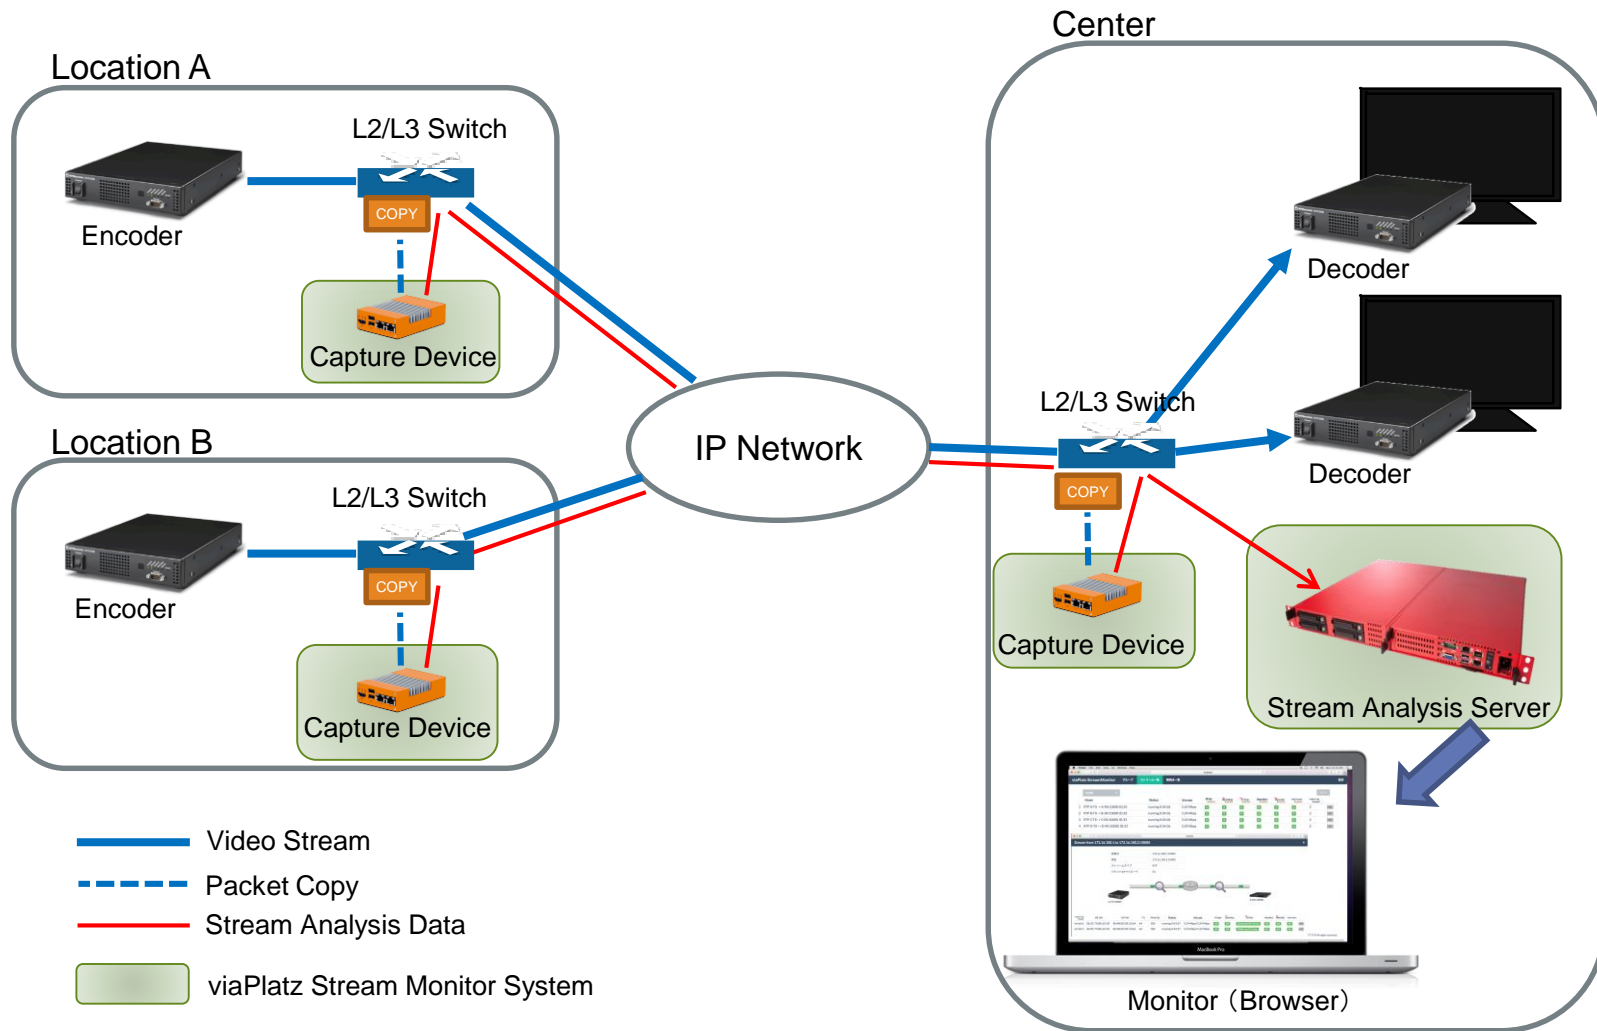 Center
Location A
L2/L3 Switch
COPY
Encoder
Capture Device
Decoder
Decoder
L2/L3 Switch
COPY
Capture Device
IP Network
Location B
L2/L3 Switch
COPY
Encoder
Capture Device
Stream Analysis Server
MacBook Pro
Monitor（Browser）
Video Stream
Packet Copy
Stream Analysis Data
viaPlatz Stream Monitor System